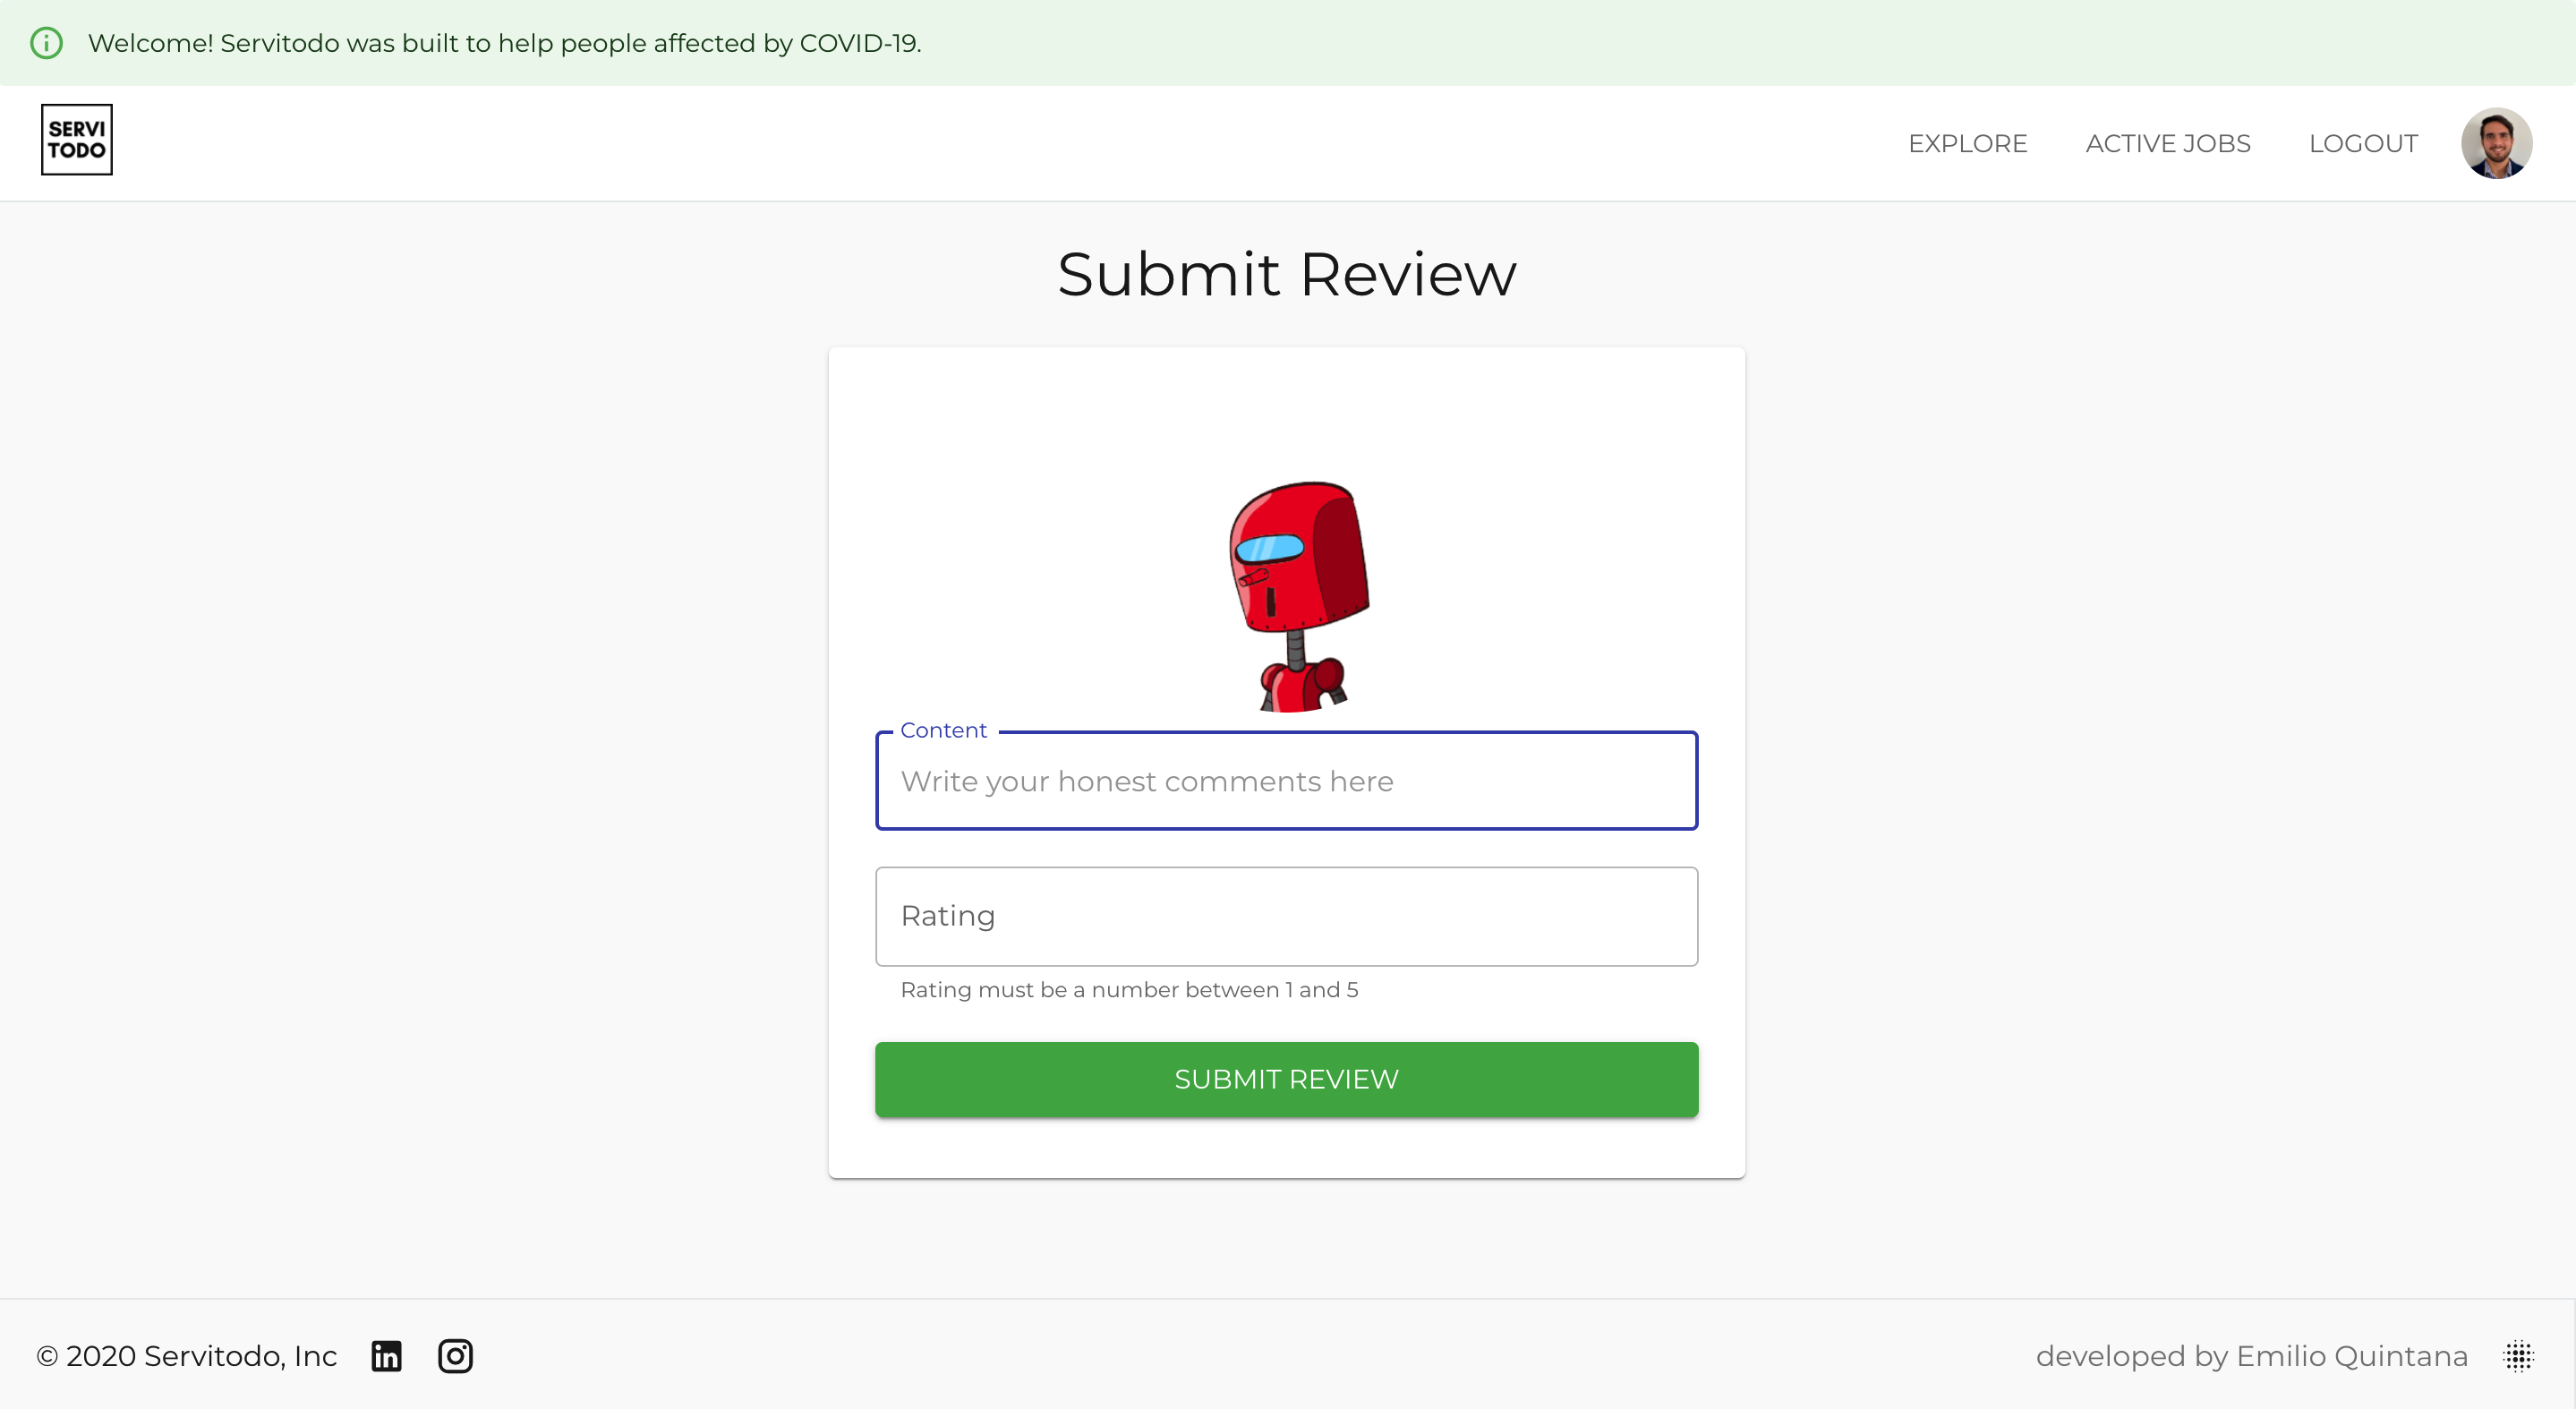 Welcome! Servitodo was built to help people affected by COVID-19.
SERVI
TODO
EXPLORE ACTIVE JOBS LOGOUT
Submit Review
Content
Write your honest comments here
Rating
Rating must be a number between 1 and 5
SUBMIT REVIEW
© 2020 Servitodo, Inc
developed by Emilio Quintana